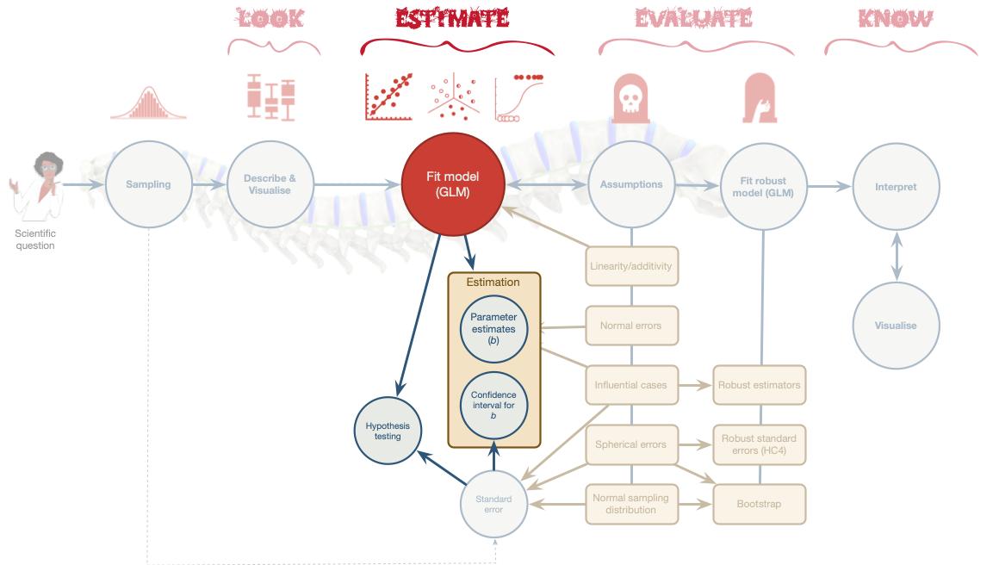 LOOK
ESTIMATE
EVALUATE
KNOW
Scientific
question
Sampling
Describe &
Visualise
Fit model
(GLM)
Assumptions
Fit robust
model (GLM)
Interpret
Visualise
Linearity/additivity
Normal errors
Influential cases
Spherical errors
Normal sampling
distribution
Robust estimators
Robust standard
errors (HC4)
Bootstrap
Estimation
Parameter
estimates
(b)
Confidence
interval for
b
Hypothesis
testing
Standard
error